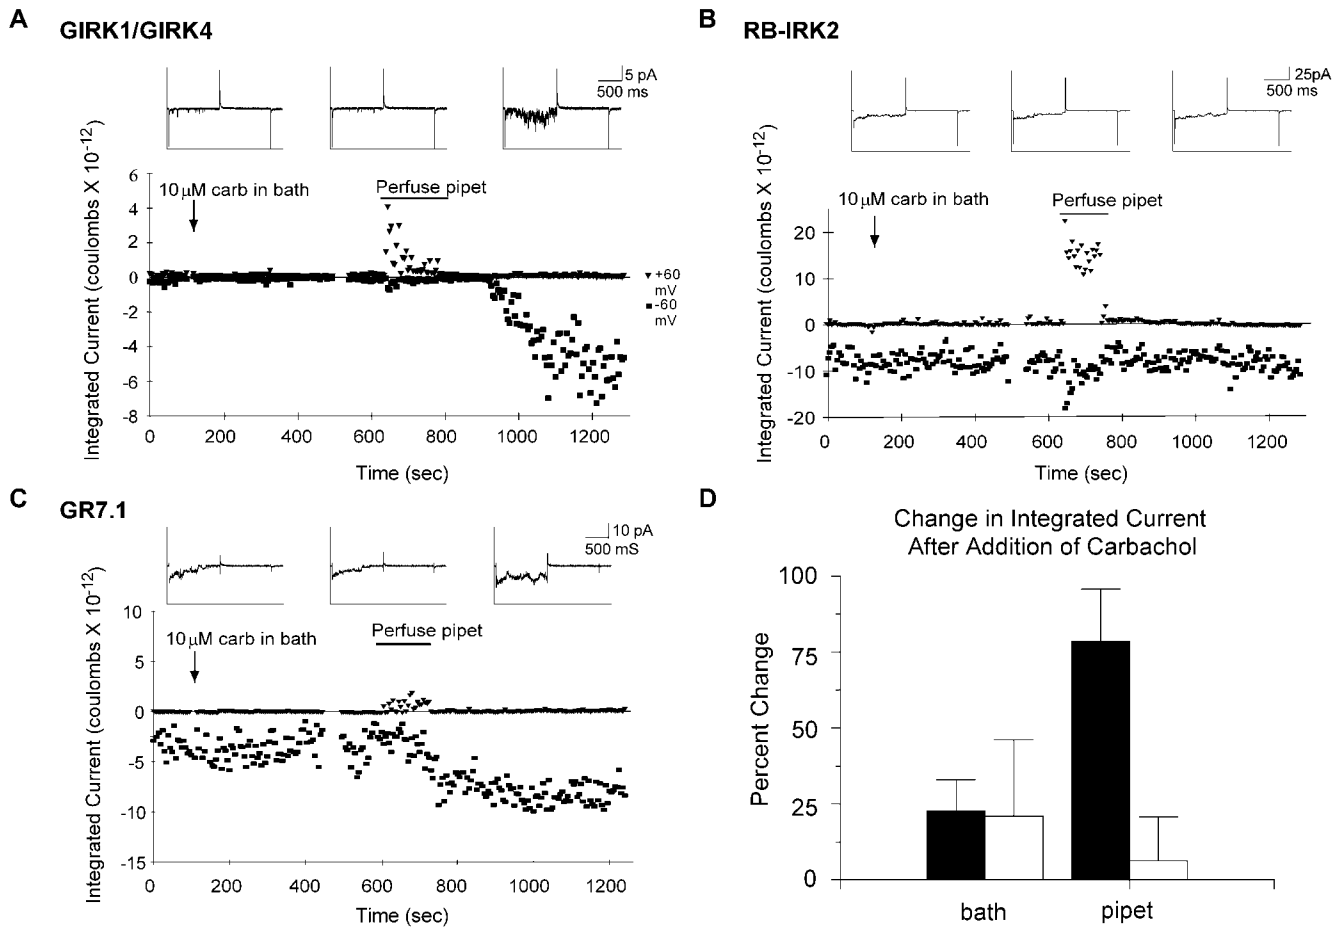 A
GIRK1/GIRK4
5 pA
500 ms
Integrated Current (coulombs X 10-12)
10 µM carb in bath
Perfuse pipet
6
4
2
0
-2
-4
-6
-8
+60
mV
-60
mV
0
200
400
600
800
1000
1200
Time (sec)
B
RB-IRK2
25pA
500 ms
Integrated Current (coulombs X 10-12)
10 µM carb in bath
Perfuse pipet
20
10
0
-10
-20
0
200
400
600
800
1000
1200
Time (sec)
C
GR7.1
10 pA
500 mS
Integrated Current (coulombs X 10-12)
10 µM carb in bath
Perfuse pipet
10
5
0
-5
-10
-15
0
200
400
600
800
1000
1200
Time (sec)
D
Change in Integrated Current
After Addition of Carbachol
Percent Change
100
75
50
25
0
bath
pipet